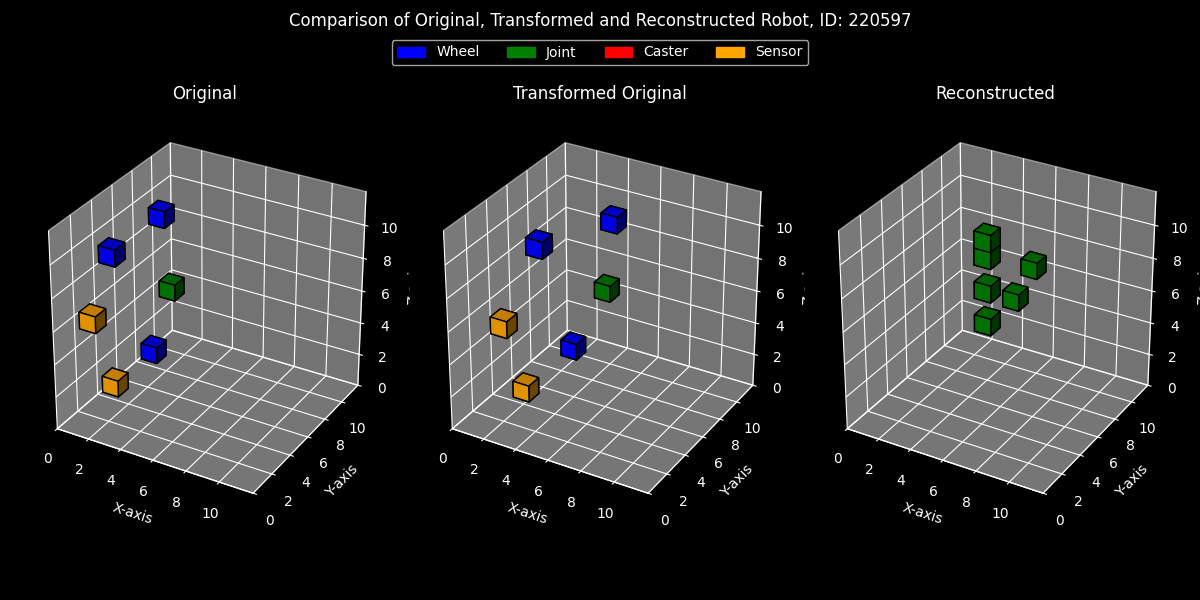 Comparison of Original, Transformed and Reconstructed Robot, ID: 220597
Wheel Joint Caster Sensor
Original Transformed Original Reconstructed
10 10 10
8 8 8
6 6 6
4 4 4
2 2 2
0 0 0
0 2 4 6 8 10 0 2 4 6 8 10 0 2 4 6 8 10
0 2 4 6 8 10 0 2 4 6 8 10 0 2 4 6 8 10
X-axis Y-axis X-axis Y-axis X-axis Y-axis